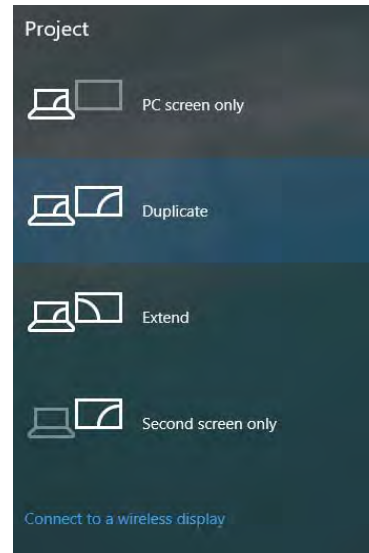 Project
PC screen only
Duplicate
Extend
Second screen only
Connect to a wireless display